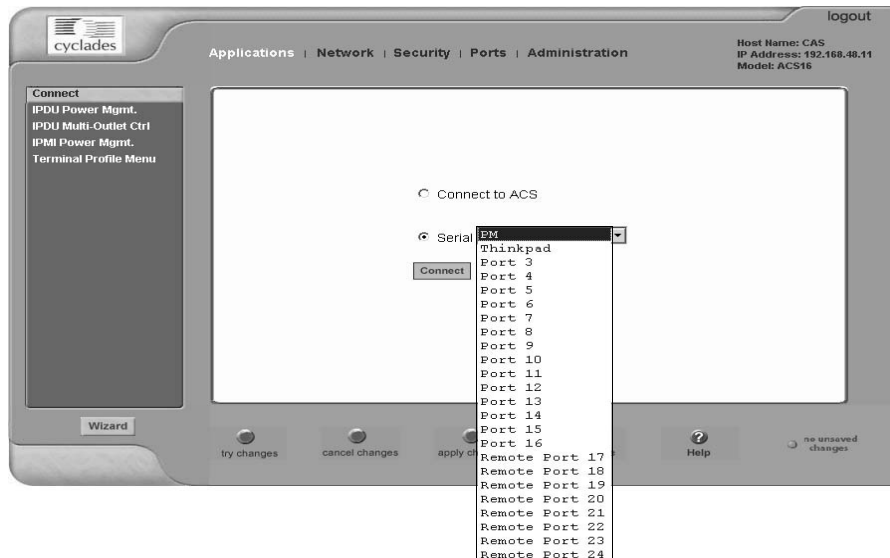 logout
cyclades
Applications | Network | Security | Ports | Administration
Host Name: CAS
IP Address: 192.168.48.11
Model: ACS16
Connect
IPDU Power Mgmt.
IPDU Multi-Outlet Ctrl
IPMI Power Mgmt.
Terminal Profile Menu
Connect to ACS
Serial
PM
Thinkpad
Port 3
Port 4
Port 5
Port 6
Port 7
Port 8
Port 9
Port 10
Port 11
Port 12
Port 13
Port 14
Port 15
Port 16
Remote Port 17
Remote Port 18
Remote Port 19
Remote Port 20
Remote Port 21
Remote Port 22
Remote Port 23
Remote Port 24
Connect
Wizard
try changes
cancel changes
apply ch
Help
no unsaved
changes